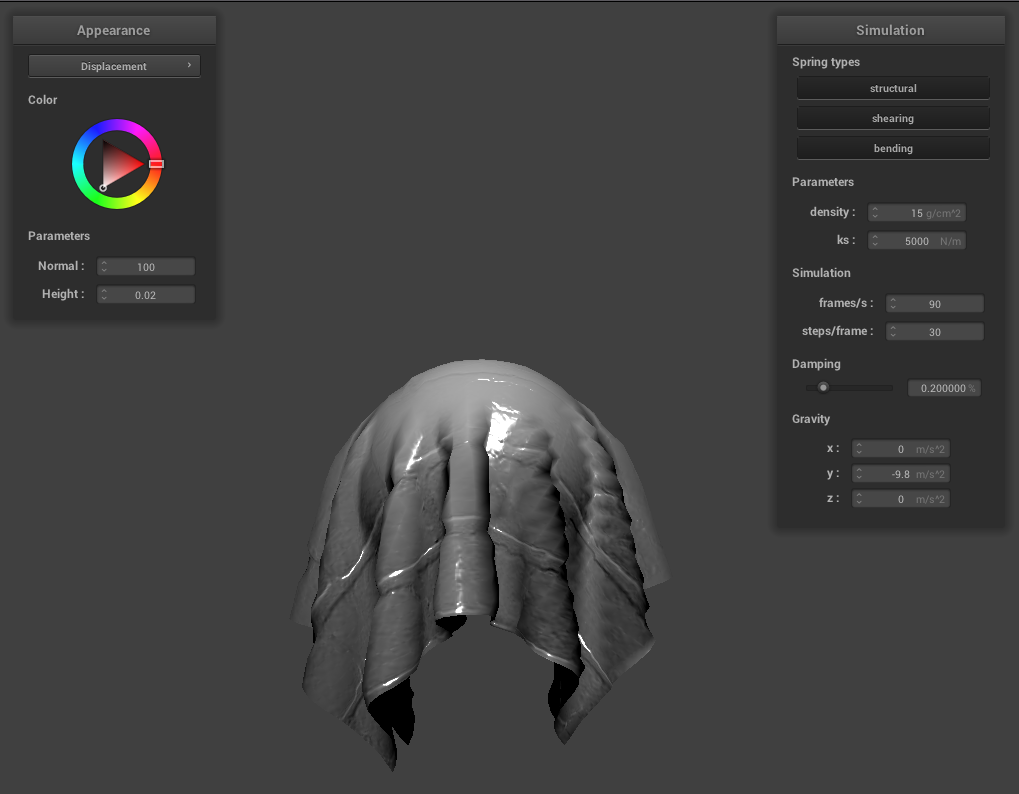 Appearance
Displacement
Color
Parameters
Normal : 100
Height : 0.02
Simulation
Spring types
structural
shearing
bending
Parameters
density : 15 g/cm^2
ks : 5000 N/m
Simulation
frames/s : 90
steps/frame : 30
Damping
0.200000 %
Gravity
x : 0 m/s^2
y : -9.8 m/s^2
z : 0 m/s^2